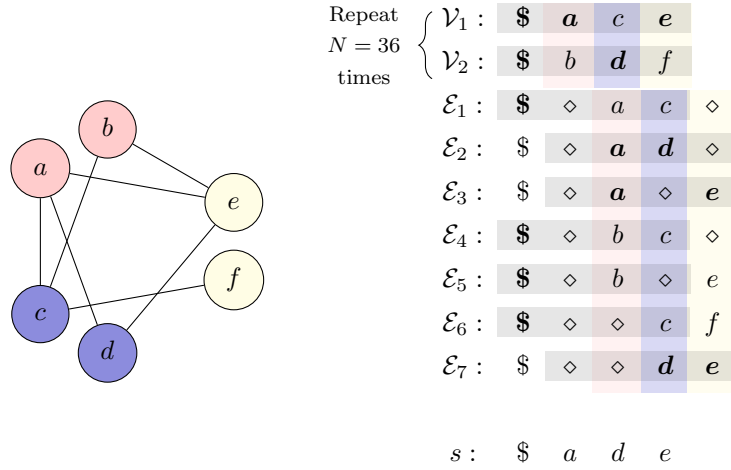 b
a
e
f
c
d
Repeat
N = 36
times
𝒱₁ : $ a c e
𝒱₂ : $ b d f
ℰ₁ : $ ⋄ a c ⋄
ℰ₂ : $ ⋄ a d ⋄
ℰ₃ : $ ⋄ a ⋄ e
ℰ₄ : $ ⋄ b c ⋄
ℰ₅ : $ ⋄ b ⋄ e
ℰ₆ : $ ⋄ ⋄ c f
ℰ₇ : $ ⋄ ⋄ d e
s : $ a d e